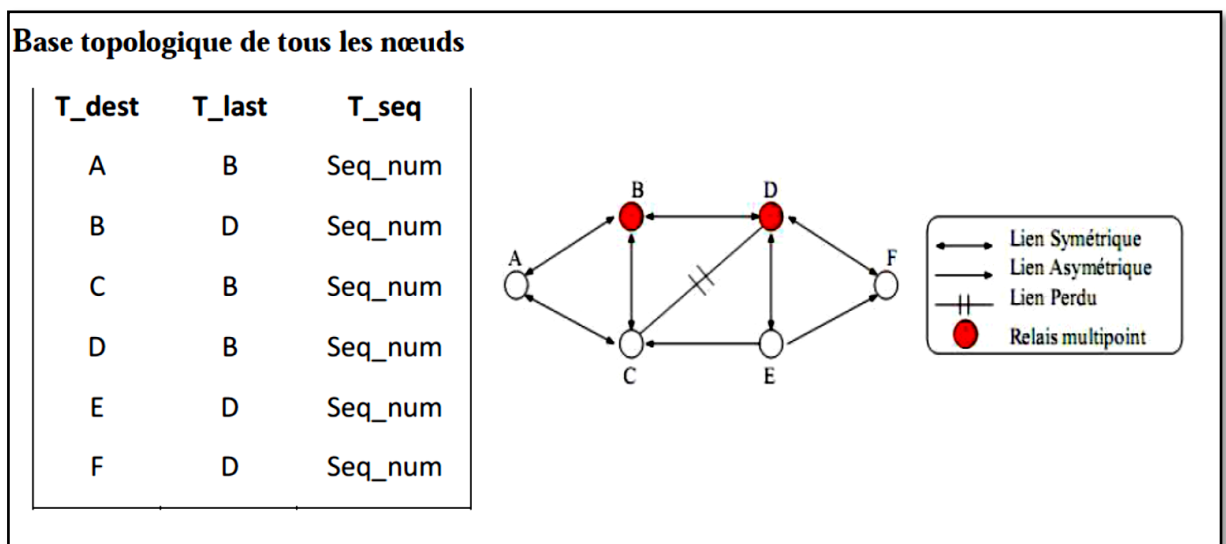 Base topologique de tous les nœuds
T_dest T_last T_seq
A B Seq_num
B D Seq_num
C B Seq_num
D B Seq_num
E D Seq_num
F D Seq_num
B D
A F
C E
Lien Symétrique
Lien Asymétrique
Lien Perdu
Relais multipoint